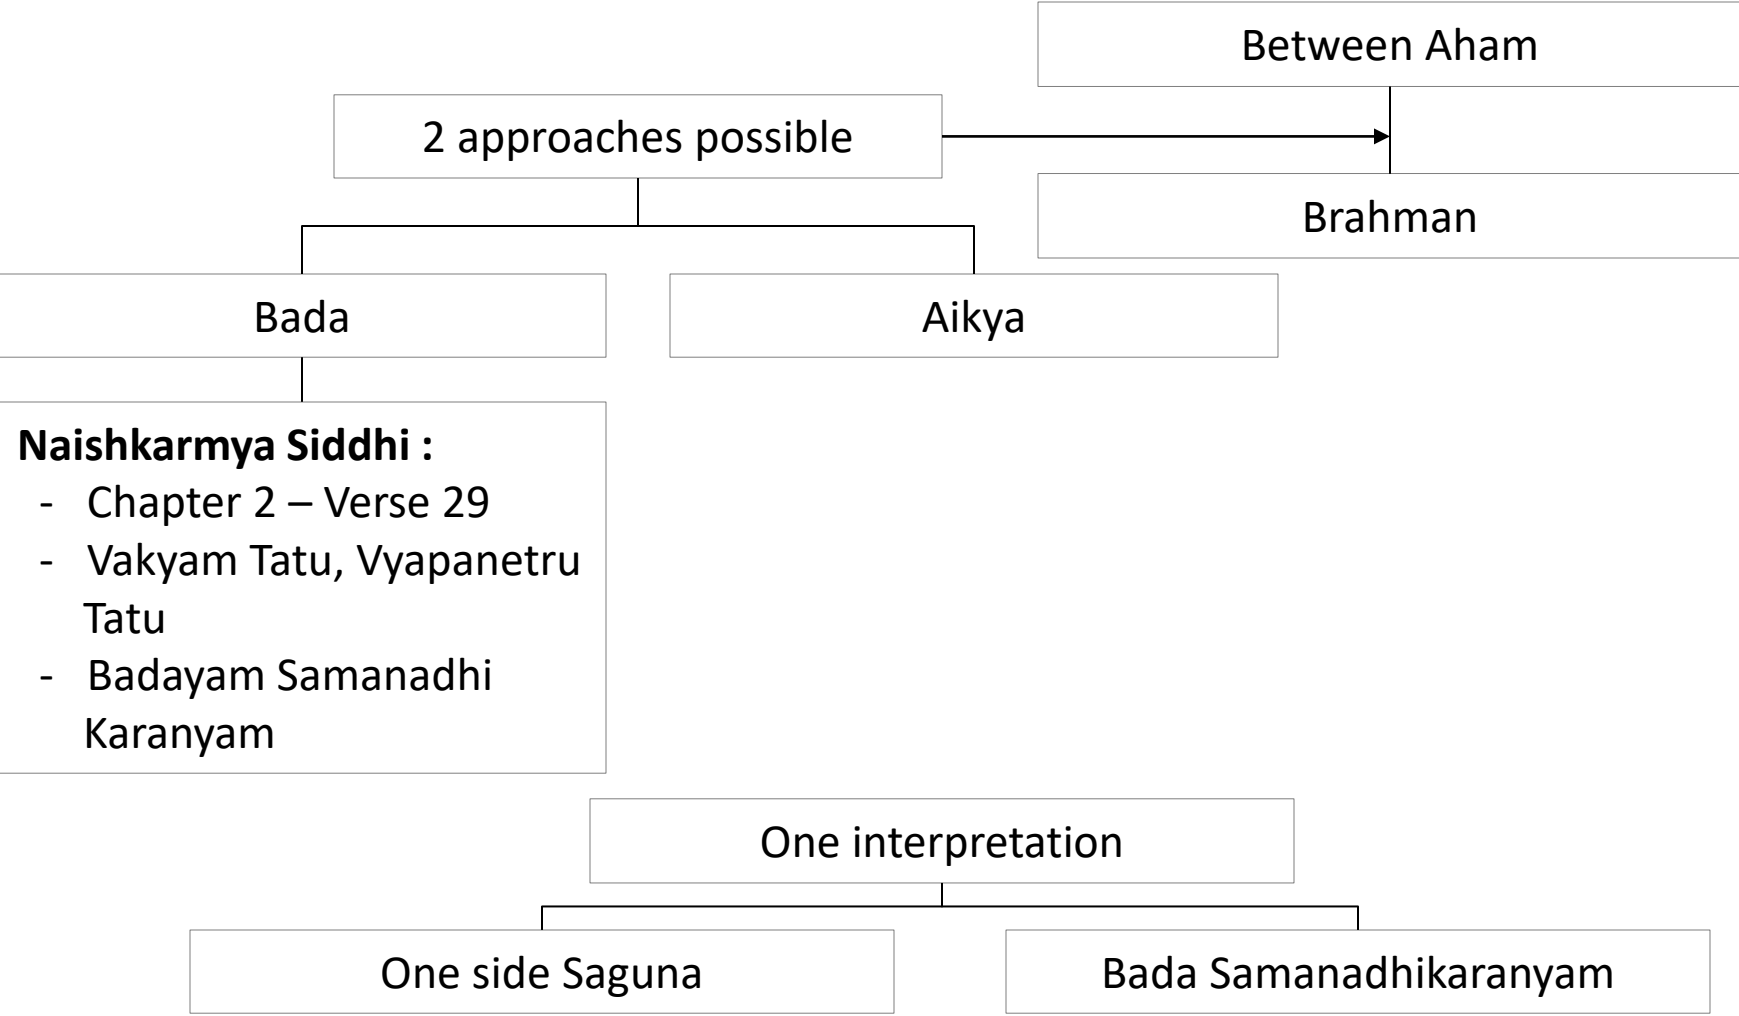 Between Aham
2 approaches possible
Brahman
Bada
Aikya
Naishkarmya Siddhi :
- Chapter 2 – Verse 29
- Vakyam Tatu, Vyapanetru
Tatu
- Badayam Samanadhi
Karanyam
One interpretation
One side Saguna
Bada Samanadhikaranyam